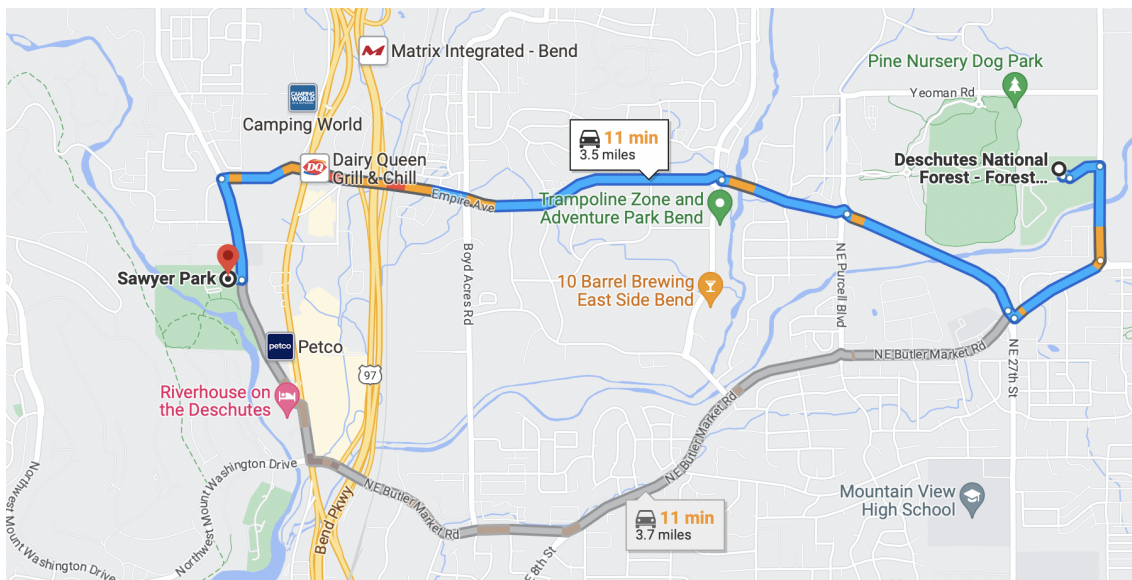 Matrix Integrated - Bend
Pine Nursery Dog Park
Yeoman Rd
CAMPING
WORLD
Camping World
11 min
3.5 miles
DQ
Dairy Queen
Grill & Chill
Deschutes National
Forest - Forest...
Empire Ave
Trampoline Zone and
Adventure Park Bend
Sawyer Park
Boyd Acres Rd
NE Purcell Blvd
10 Barrel Brewing
East Side Bend
petco
Petco
NE Butler Market Rd
NE 27th St
97
Riverhouse on
the Deschutes
NE Butler Market Rd
Northwest Mount Washington Drive
Northwest Mount Washington Drive
Bend Pkwy
NE Butler Market Rd
Mountain View
High School
11 min
3.7 miles
E 8th St